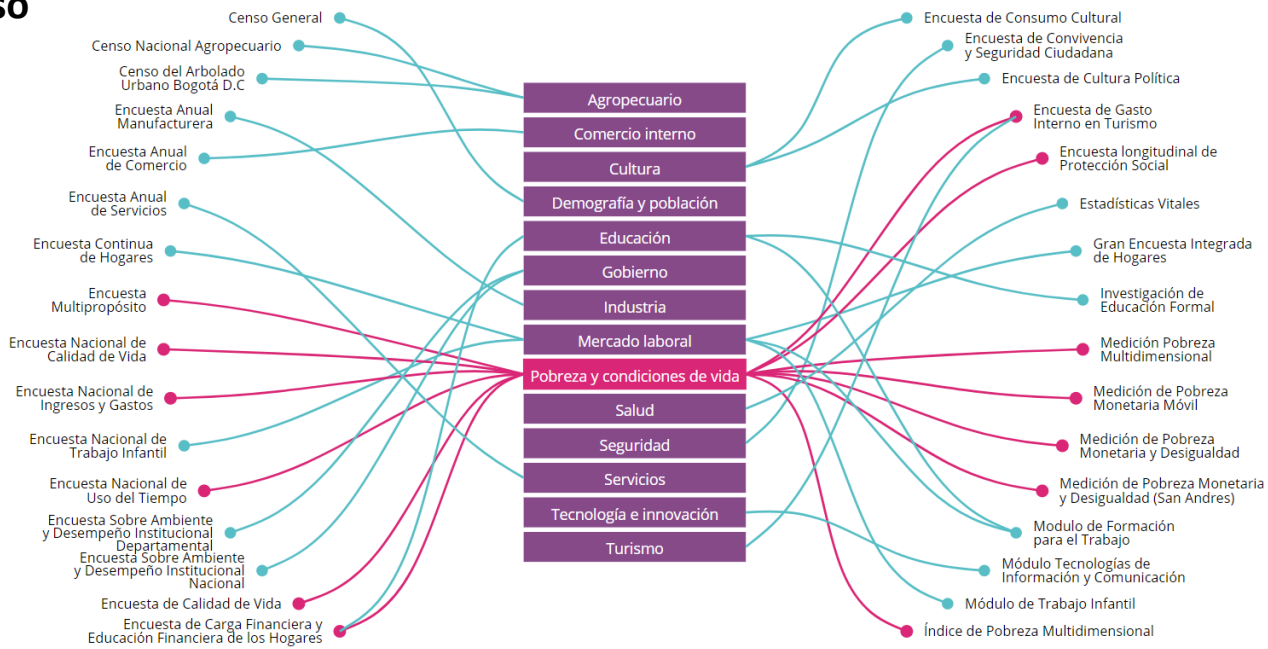 so
Censo General
Censo Nacional Agropecuario
Censo del Arbolado
Urbano Bogotá D.C
Encuesta Anual
Manufacturera
Encuesta Anual
de Comercio
Encuesta Anual
de Servicios
Encuesta Continua
de Hogares
Encuesta
Multipropósito
Encuesta Nacional de
Calidad de Vida
Encuesta Nacional de
Ingresos y Gastos
Encuesta Nacional de
Trabajo Infantil
Encuesta Nacional de
Uso del Tiempo
Encuesta Sobre Ambiente
y Desempeño Institucional
Departamental
Encuesta Sobre Ambiente
y Desempeño Institucional
Nacional
Encuesta de Calidad de Vida
Encuesta de Carga Financiera y
Educación Financiera de los Hogares
Agropecuario
Comercio interno
Cultura
Demografía y población
Educación
Gobierno
Industria
Mercado laboral
Pobreza y condiciones de vida
Salud
Seguridad
Servicios
Tecnología e innovación
Turismo
Encuesta de Consumo Cultural
Encuesta de Convivencia
y Seguridad Ciudadana
Encuesta de Cultura Política
Encuesta de Gasto
Interno en Turismo
Encuesta longitudinal de
Protección Social
Estadísticas Vitales
Gran Encuesta Integrada
de Hogares
Investigación de
Educación Formal
Medición Pobreza
Multidimensional
Medición de Pobreza
Monetaria Móvil
Medición de Pobreza
Monetaria y Desigualdad
Medición de Pobreza Monetaria
y Desigualdad (San Andres)
Modulo de Formación
para el Trabajo
Módulo Tecnologías de
Información y Comunicación
Módulo de Trabajo Infantil
Índice de Pobreza Multidimensional